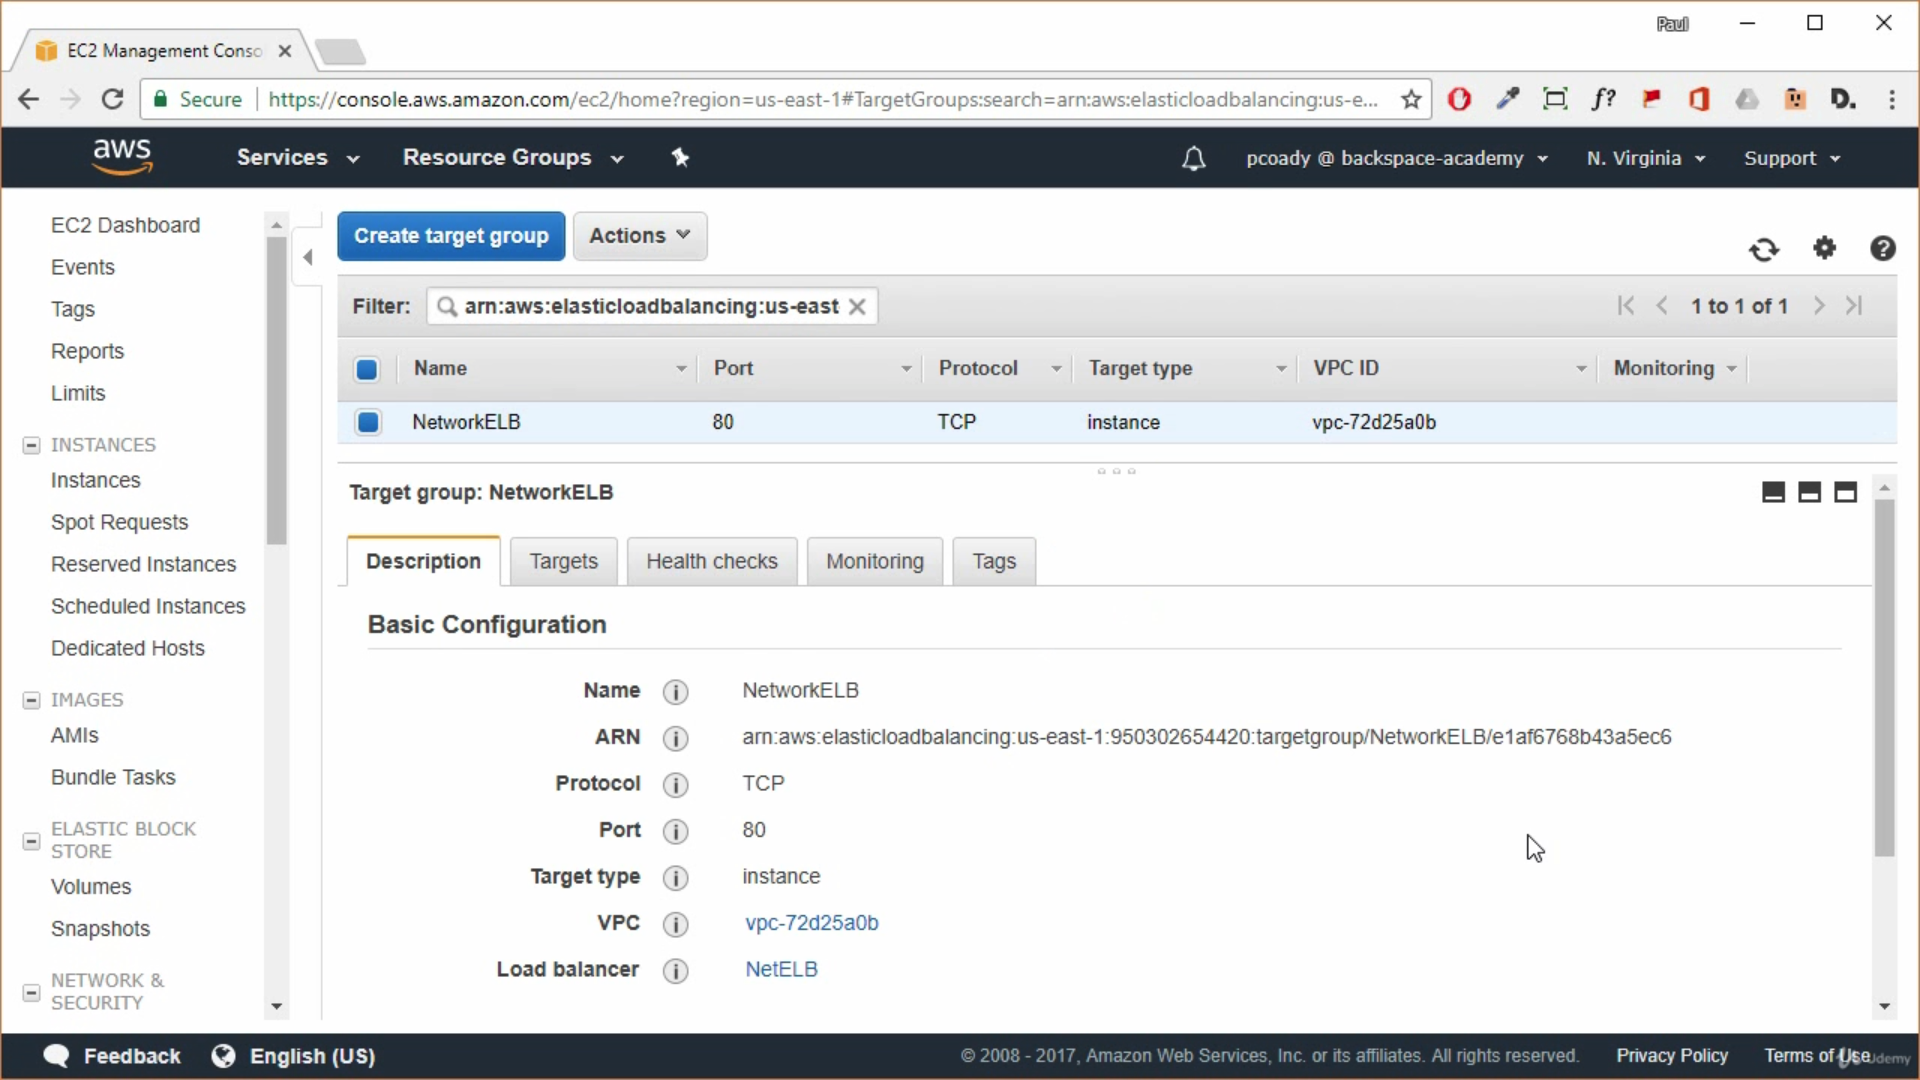 Paul
EC2 Management Conso
Secure
https://console.aws.amazon.com/ec2/home?region=us-east-1#TargetGroups:search=arn:aws:elasticloadbalancing:us-e...
f?
D.
aws
Services
Resource Groups
pcoady @ backspace-academy
N. Virginia
Support
EC2 Dashboard
Events
Tags
Reports
Limits
INSTANCES
Instances
Spot Requests
Reserved Instances
Scheduled Instances
Dedicated Hosts
IMAGES
AMIs
Bundle Tasks
ELASTIC BLOCK
STORE
Volumes
Snapshots
NETWORK &
SECURITY
Create target group
Actions
Filter:
arn:aws:elasticloadbalancing:us-east
1 to 1 of 1
Name Port Protocol Target type VPC ID Monitoring
NetworkELB 80 TCP instance vpc-72d25a0b
Target group: NetworkELB
Description Targets Health checks Monitoring Tags
Basic Configuration
Name NetworkELB
ARN arn:aws:elasticloadbalancing:us-east-1:950302654420:targetgroup/NetworkELB/e1af6768b43a5ec6
Protocol TCP
Port 80
Target type instance
VPC vpc-72d25a0b
Load balancer NetELB
Feedback
English (US)
© 2008 - 2017, Amazon Web Services, Inc. or its affiliates. All rights reserved.
Privacy Policy
Terms of Use
Udemy